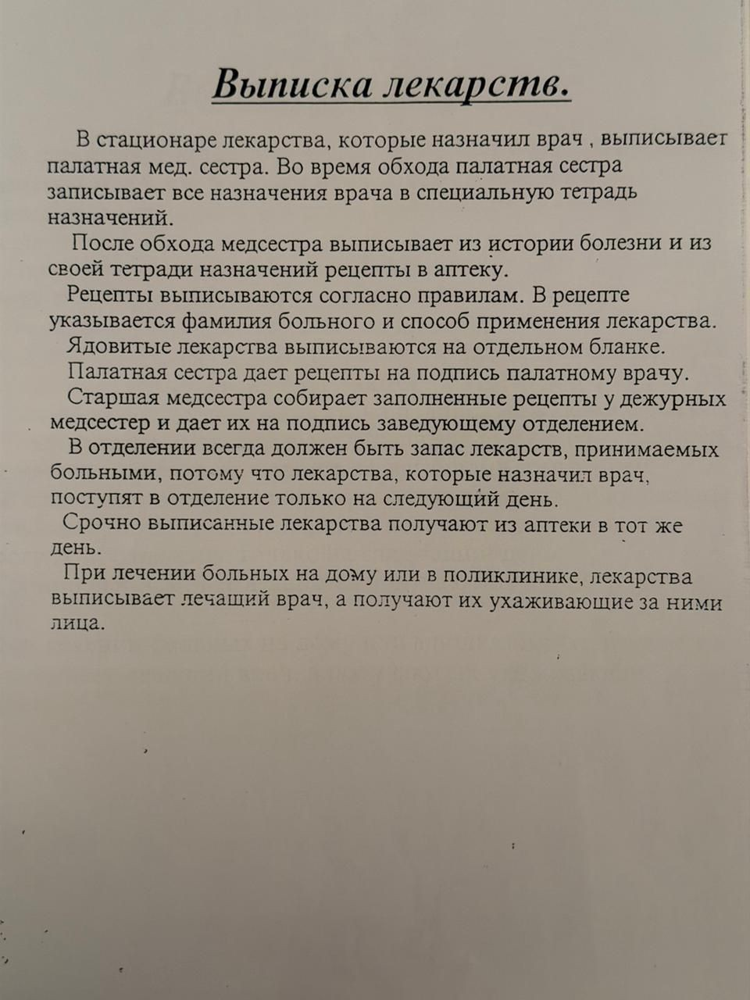 Выписка лекарств.
В стационаре лекарства, которые назначил врач , выписывает
палатная мед. сестра. Во время обхода палатная сестра
записывает все назначения врача в специальную тетрадь
назначений.
После обхода медсестра выписывает из истории болезни и из
своей тетради назначений рецепты в аптеку.
Рецепты выписываются согласно правилам. В рецепте
указывается фамилия больного и способ применения лекарства.
Ядовитые лекарства выписываются на отдельном бланке.
Палатная сестра дает рецепты на подпись палатному врачу.
Старшая медсестра собирает заполненные рецепты у дежурных
медсестер и дает их на подпись заведующему отделением.
В отделении всегда должен быть запас лекарств, принимаемых
больными, потому что лекарства, которые назначил врач,
поступят в отделение только на следующий день.
Срочно выписанные лекарства получают из аптеки в тот же
день.
При лечении больных на дому или в поликлинике, лекарства
выписывает лечащий врач, а получают их ухаживающие за ними
лица.